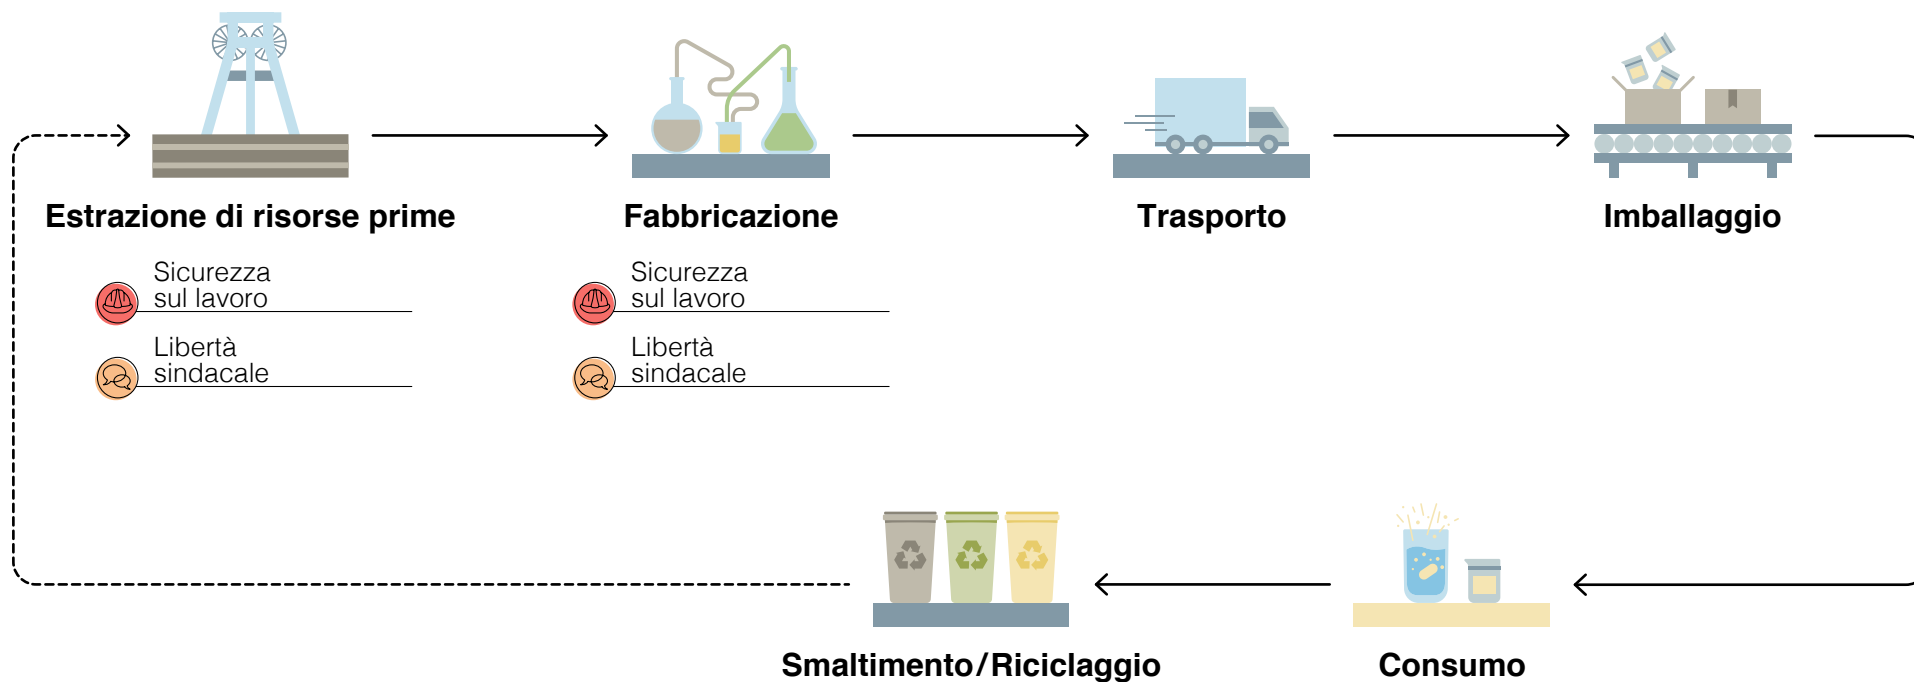 Estrazione di risorse prime
Fabbricazione
Trasporto
Imballaggio
Sicurezza
sul lavoro
Libertà
sindacale
Sicurezza
sul lavoro
Libertà
sindacale
Smaltimento/Riciclaggio
Consumo